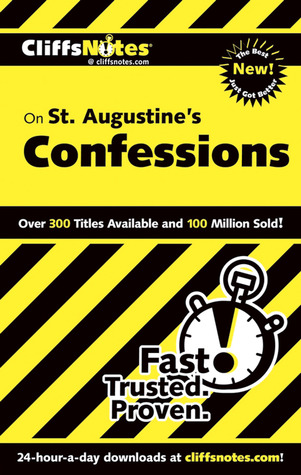 CliffsNotes®
@ cliffsnotes.com
The Best
New!
Just Got Better
On St. Augustine's
Confessions
Over 300 Titles Available and 100 Million Sold!
Fast!
Trusted.
Proven.
24-hour-a-day downloads at cliffsnotes.com!